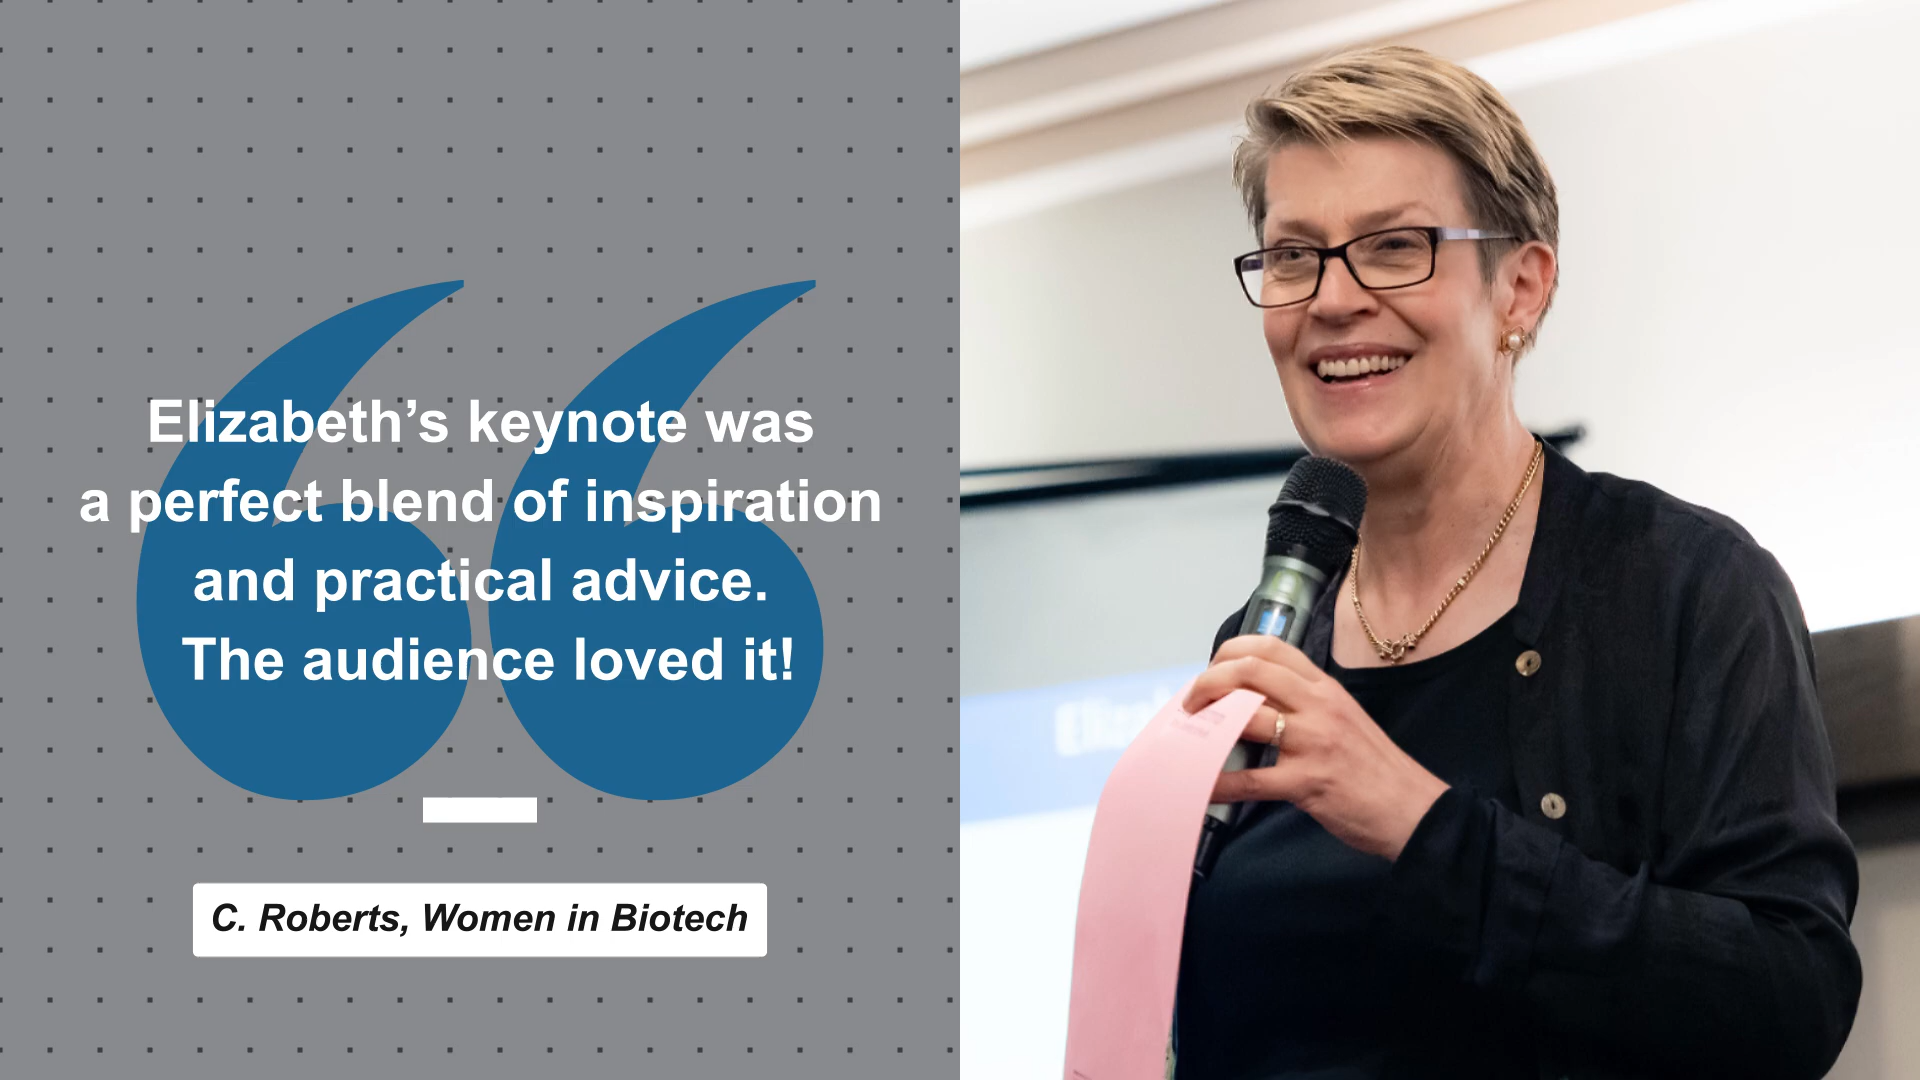 Elizabeth’s keynote was
a perfect blend of inspiration
and practical advice.
The audience loved it!
C. Roberts, Women in Biotech